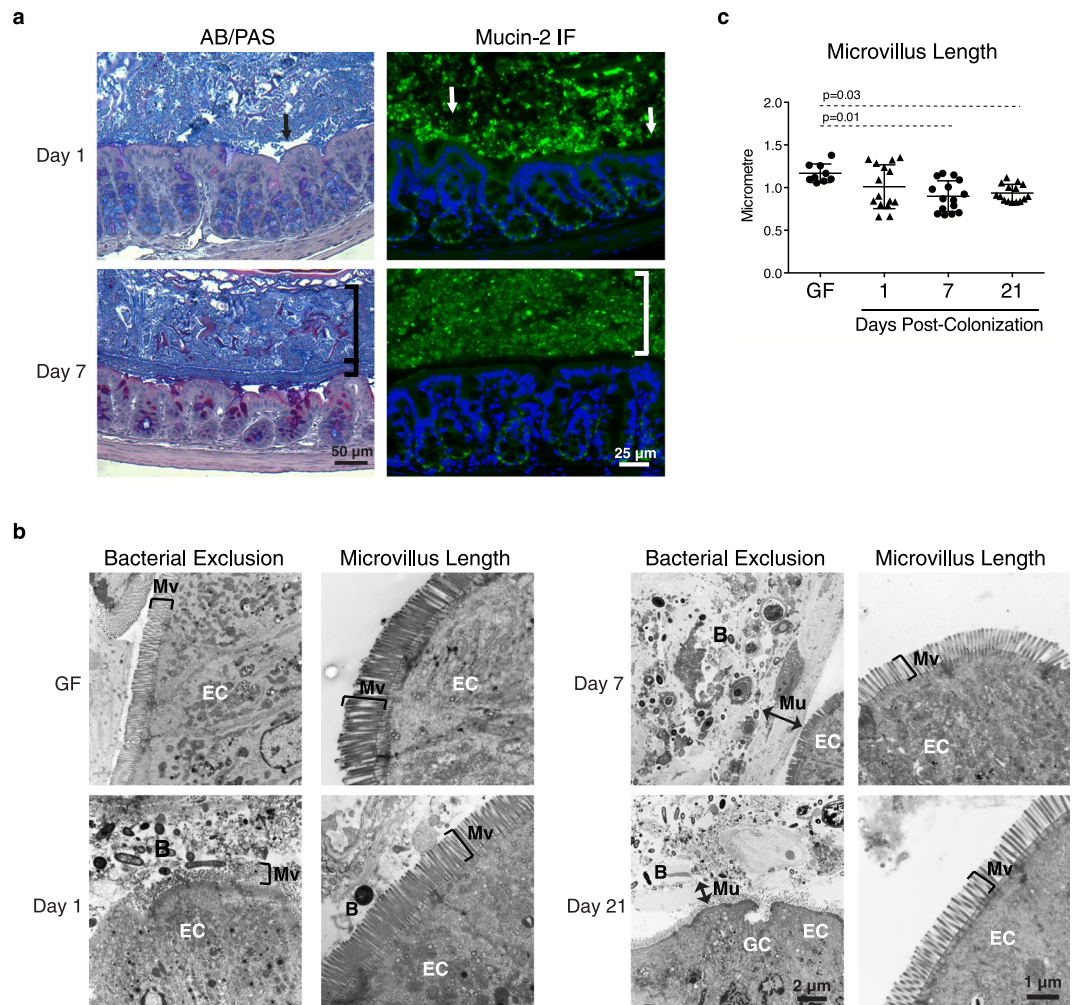 a
AB/PAS
Mucin-2 IF
Day 1
Day 7
50 µm
25 µm
c
Microvillus Length
p=0.03
p=0.01
Micrometre
2.0
1.5
1.0
0.5
0.0
GF
1
7
21
Days Post-Colonization
b
Bacterial Exclusion
Microvillus Length
Bacterial Exclusion
Microvillus Length
GF
Mv
EC
Mv
EC
Day 7
B
Mu
EC
Mv
EC
Day 1
B
Mv
EC
Mv
B
EC
Day 21
B
Mu
GC
EC
2 µm
Mv
EC
1 µm